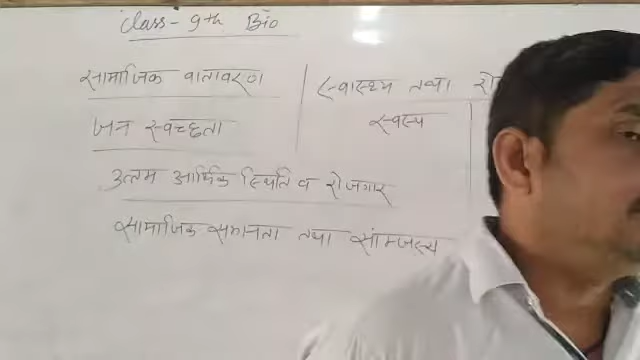 Class- 9th Bio
सामाजिक वातावरण
स्वास्थ्य तथा
जन स्वच्छता
स्वस्थ
उत्तम आर्थिक स्थिति व रोजगार
सामाजिक समानता तथा सांमजस्य